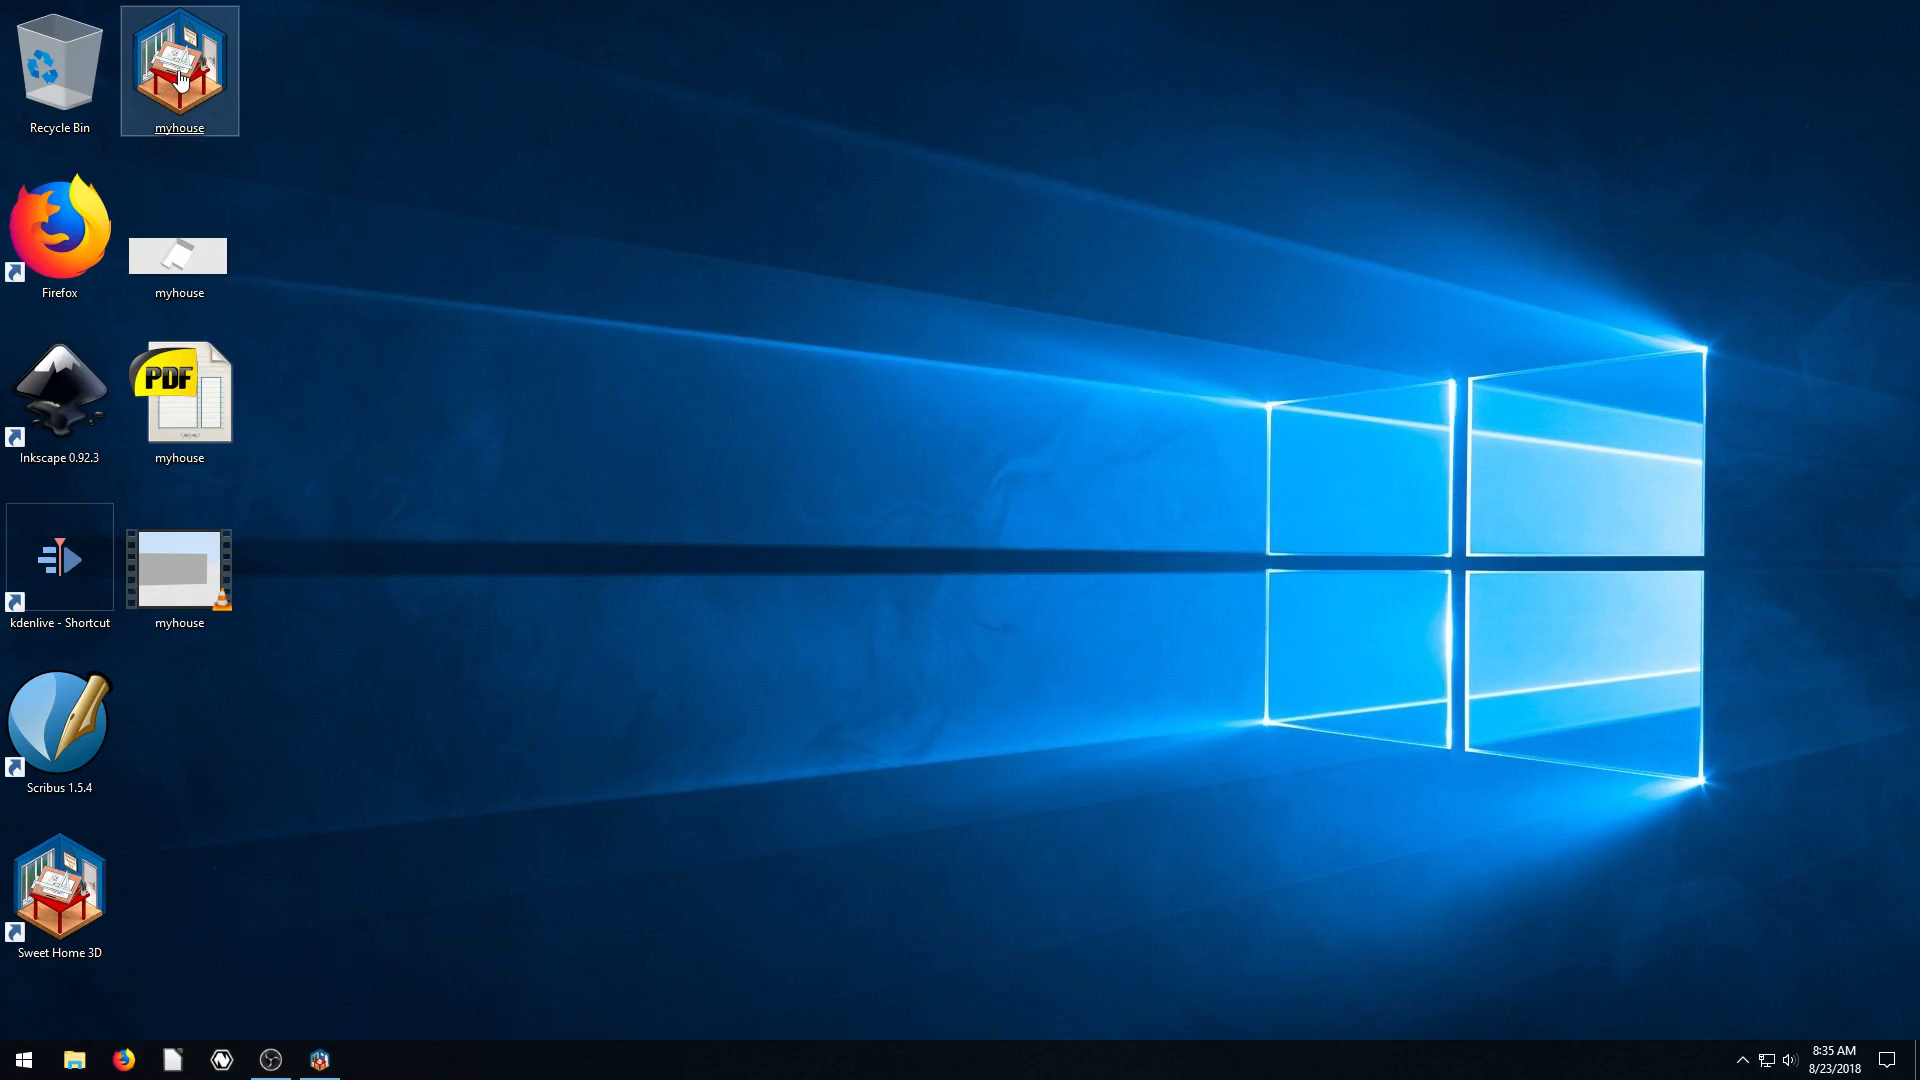 Recycle Bin
myhouse
Firefox
myhouse
Inkscape 0.92.3
PDF
myhouse
kdenlive - Shortcut
myhouse
Scribus 1.5.4
Sweet Home 3D
8:35 AM
8/23/2018